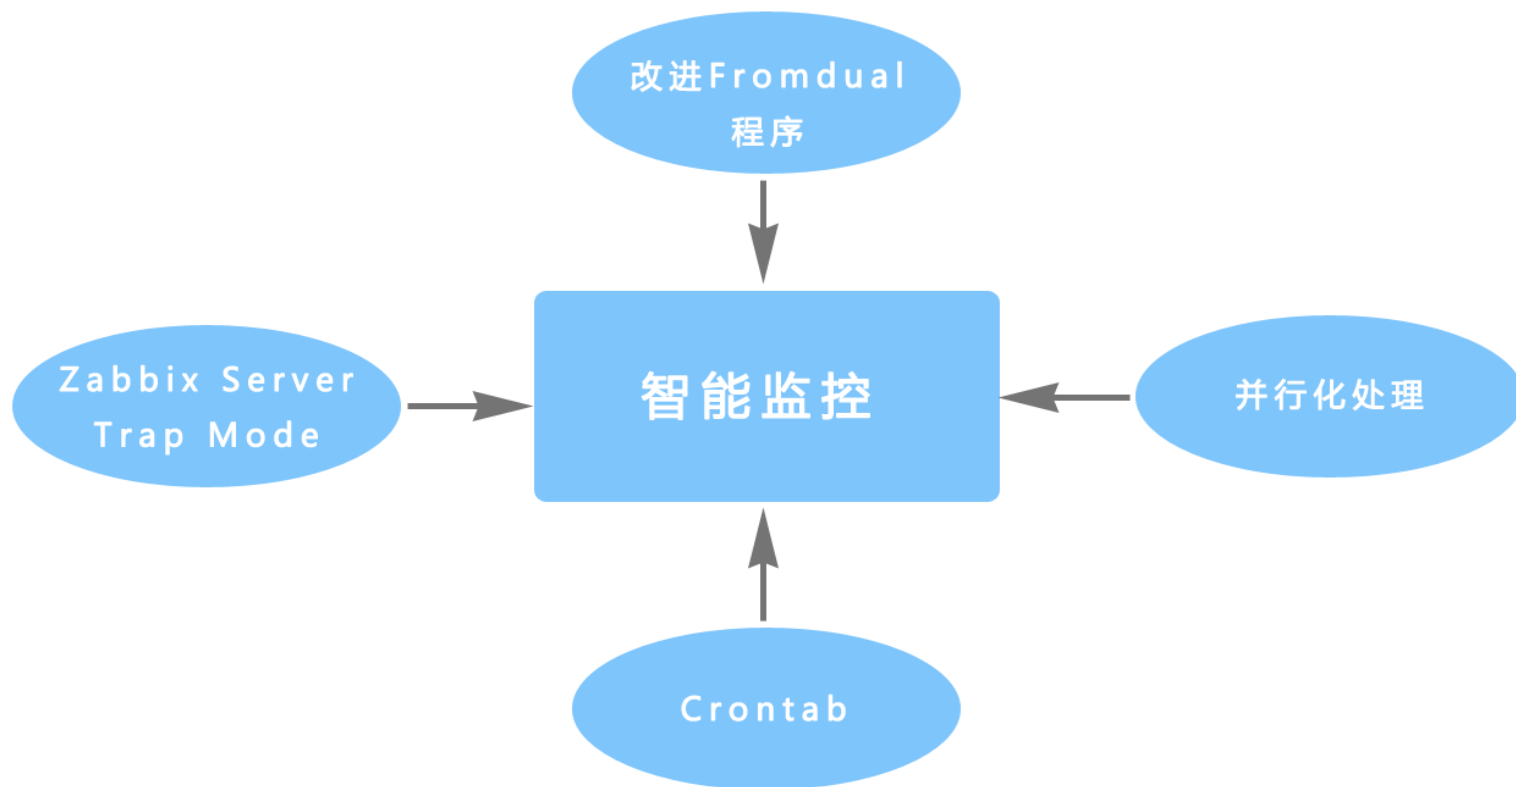 改进Fromdual
程序
Zabbix Server
Trap Mode
智能监控
并行化处理
Crontab